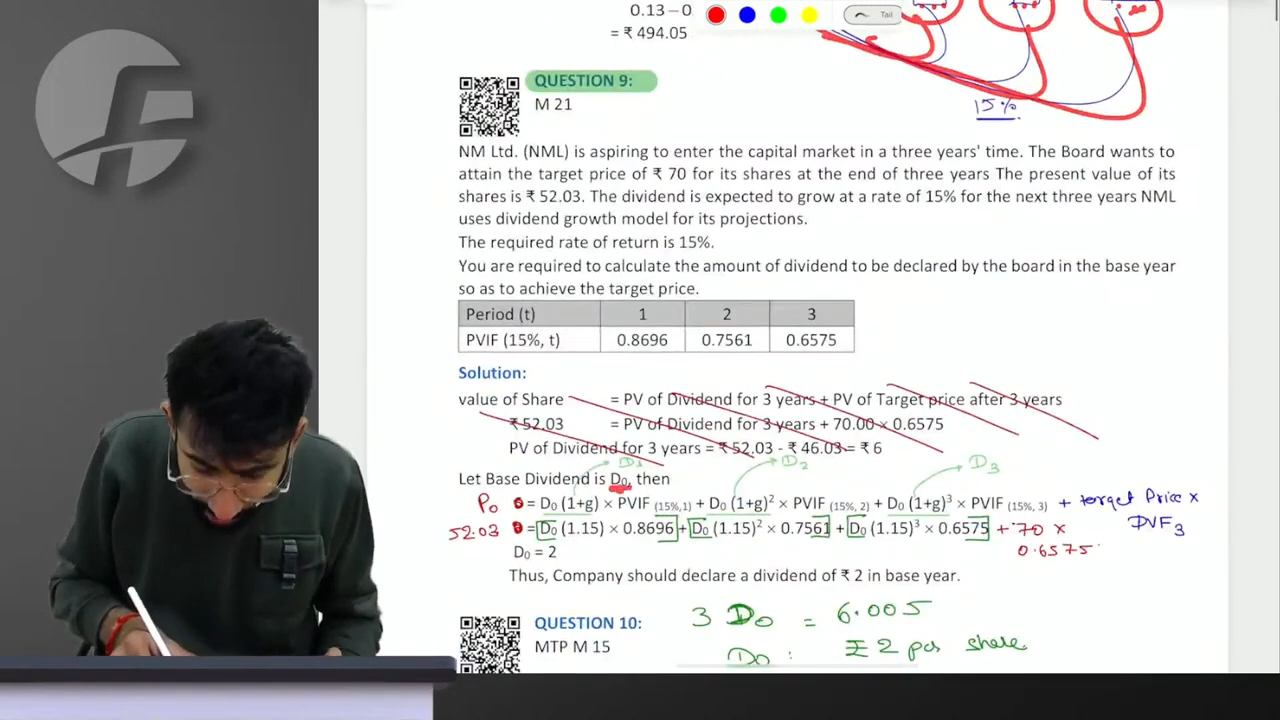 0.13 – 0
= ₹ 494.05
Tail
15%
QUESTION 9:
M 21
NM Ltd. (NML) is aspiring to enter the capital market in a three years' time. The Board wants to
attain the target price of ₹ 70 for its shares at the end of three years The present value of its
shares is ₹ 52.03. The dividend is expected to grow at a rate of 15% for the next three years NML
uses dividend growth model for its projections.
The required rate of return is 15%.
You are required to calculate the amount of dividend to be declared by the board in the base year
so as to achieve the target price.
Period (t) 1 2 3
PVIF (15%, t) 0.8696 0.7561 0.6575
Solution:
value of Share = PV of Dividend for 3 years + PV of Target price after 3 years
₹ 52.03 = PV of Dividend for 3 years + 70.00 × 0.6575
PV of Dividend for 3 years = ₹ 52.03 - ₹ 46.03 = ₹ 6
D1 D2 D3
Let Base Dividend is D0, then
P0 = D0 (1+g) × PVIF (15%, 1) + D0 (1+g)² × PVIF (15%, 2) + D0 (1+g)³ × PVIF (15%, 3) + target Price ×
PVF3
52.03 = D0 (1.15) × 0.8696 + D0 (1.15)² × 0.7561 + D0 (1.15)³ × 0.6575 + 70 ×
0.6575
D0 = 2
Thus, Company should declare a dividend of ₹ 2 in base year.
3 D0 = 6.005
D0 : ₹ 2 per share
QUESTION 10:
MTP M 15